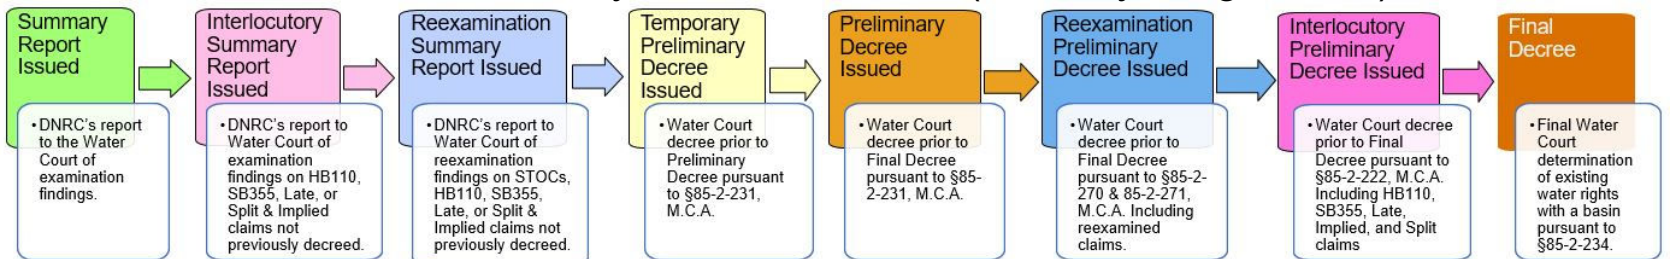 Summary
Report
Issued
• DNRC's report
to the Water
Court of
examination
findings.
Interlocutory
Summary
Report
Issued
• DNRC's report to
Water Court of
examination
findings on HB110,
SB355, Late, or
Split & Implied
claims not
previously decreed.
Reexamination
Summary
Report Issued
• DNRC's report to
Water Court of
reexamination
findings on STOCs,
HB110, SB355,
Late, or Split &
Implied claims not
previously decreed.
Temporary
Preliminary
Decree
Issued
• Water Court
decree prior to
Preliminary
Decree pursuant
to §85-2-231,
M.C.A.
Preliminary
Decree
Issued
• Water Court
decree prior to
Final Decree
pursuant to §85-
2-231, M.C.A.
Reexamination
Preliminary
Decree Issued
• Water Court
decree prior to
Final Decree
pursuant to §85-2-
270 & 85-2-271,
M.C.A. Including
reexamined
claims.
Interlocutory
Preliminary
Decree Issued
• Water Court decree
prior to Final
Decree pursuant to
§85-2-222, M.C.A.
Including HB110,
SB355, Late,
Implied, and Split
claims
Final
Decree
• Final Water
Court
determination
of existing
water rights
with a basin
pursuant to
§85-2-234.